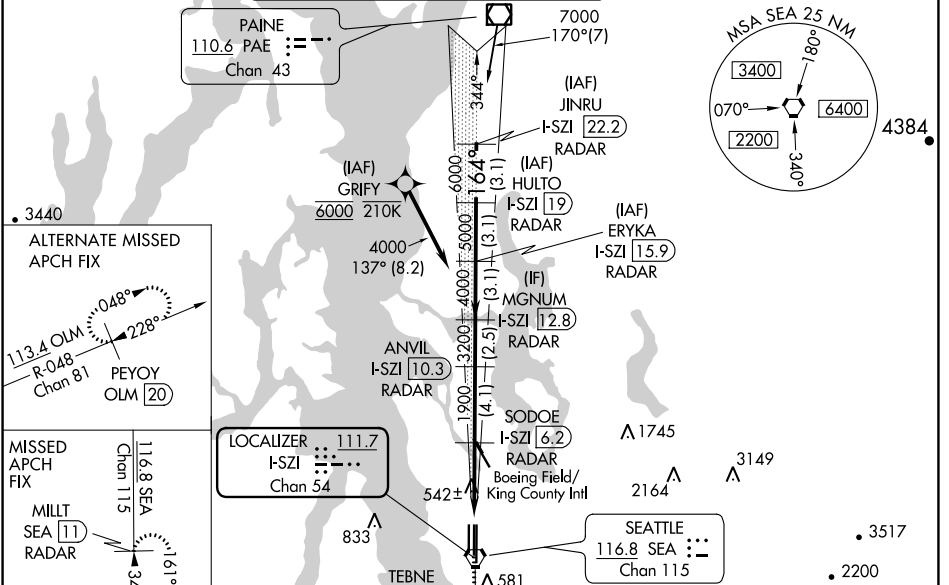 PAINE
110.6 PAE
Chan 43
7000
170°(7)
344°
(IAF)
JINRU
I-SZI 22.2
RADAR
MSA SEA 25 NM
180°
3400
070°
6400
2200
340°
4384
6000
164°
(3.1)
(IAF)
HULTO
I-SZI 19
RADAR
(IAF)
GRIFY
6000 210K
4000
137° (8.2)
5000
(3.1)
(IAF)
ERYKA
I-SZI 15.9
RADAR
4000
(3.1)
(IF)
MGNUM
I-SZI 12.8
RADAR
3440
ALTERNATE MISSED
APCH FIX
048°
228°
113.4 OLM
R-048
Chan 81
PEYOY
OLM 20
3200
(2.5)
ANVIL
I-SZI 10.3
RADAR
1900
(4.1)
SODOE
I-SZI 6.2
RADAR
Boeing Field/
King County Intl
1745
3149
2164
MISSED
APCH
FIX
116.8 SEA
Chan 115
MILLT
SEA 11
RADAR
161°
34
LOCALIZER 111.7
I-SZI
Chan 54
542±
833
SEATTLE
116.8 SEA
Chan 115
3517
2200
TEBNE
581